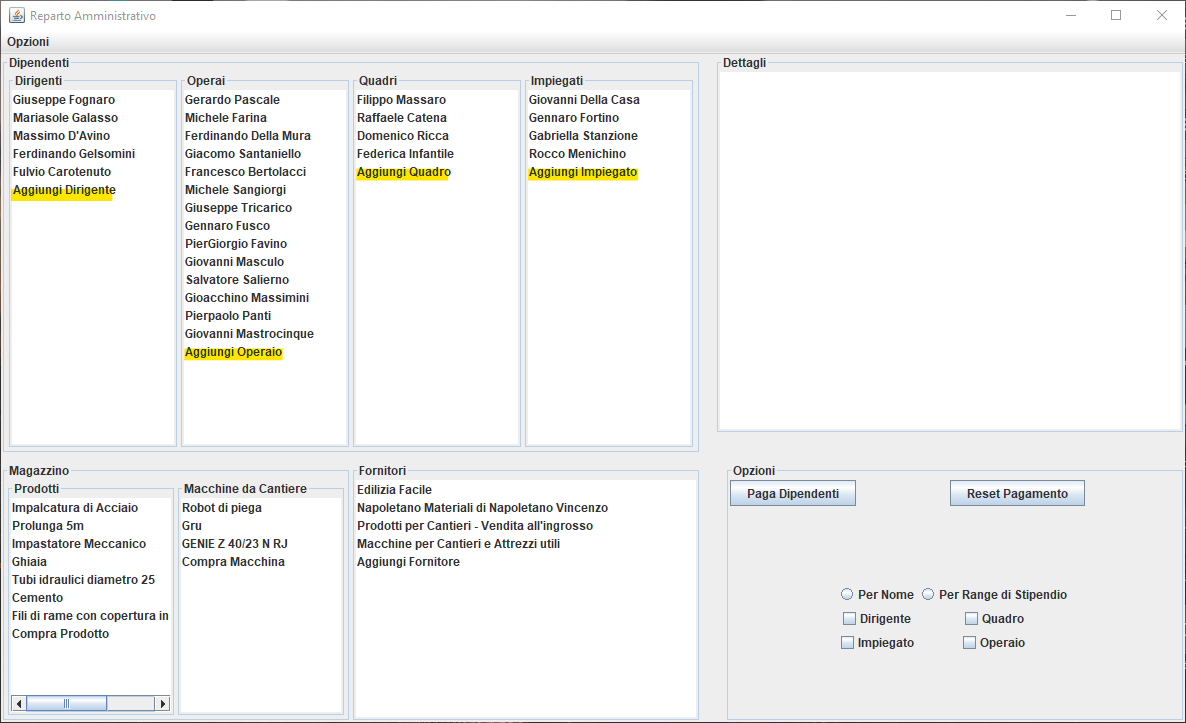 Reparto Amministrativo
Opzioni
Dipendenti
Dirigenti
Giuseppe Fognaro
Mariasole Galasso
Massimo D'Avino
Ferdinando Gelsomini
Fulvio Carotenuto
Aggiungi Dirigente
Operai
Gerardo Pascale
Michele Farina
Ferdinando Della Mura
Giacomo Santaniello
Francesco Bertolacci
Michele Sangiorgi
Giuseppe Tricarico
Gennaro Fusco
PierGiorgio Favino
Giovanni Masculo
Salvatore Salierno
Gioacchino Massimini
Pierpaolo Panti
Giovanni Mastrocinque
Aggiungi Operaio
Quadri
Filippo Massaro
Raffaele Catena
Domenico Ricca
Federica Infantile
Aggiungi Quadro
Impiegati
Giovanni Della Casa
Gennaro Fortino
Gabriella Stanzione
Rocco Menichino
Aggiungi Impiegato
Dettagli
Magazzino
Prodotti
Impalcatura di Acciaio
Prolunga 5m
Impastatore Meccanico
Ghiaia
Tubi idraulici diametro 25
Cemento
Fili di rame con copertura in
Compra Prodotto
Macchine da Cantiere
Robot di piega
Gru
GENIE Z 40/23 N RJ
Compra Macchina
Fornitori
Edilizia Facile
Napoletano Materiali di Napoletano Vincenzo
Prodotti per Cantieri - Vendita all'ingrosso
Macchine per Cantieri e Attrezzi utili
Aggiungi Fornitore
Opzioni
Paga Dipendenti
Reset Pagamento
Per Nome
Per Range di Stipendio
Dirigente
Quadro
Impiegato
Operaio